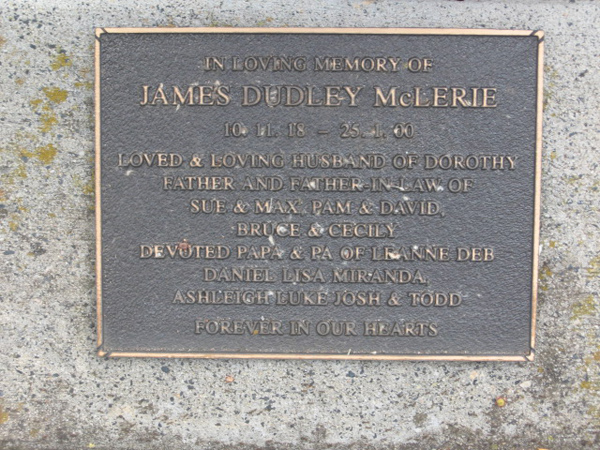 IN LOVING MEMORY OF
JAMES DUDLEY McLERIE
10. 11. 18 – 25. 1. 00
LOVED & LOVING HUSBAND OF DOROTHY
FATHER AND FATHER-IN-LAW OF
SUE & MAX, PAM & DAVID,
BRUCE & CECILY.
DEVOTED PAPA & PA OF LEANNE DEB
DANIEL LISA MIRANDA,
ASHLEIGH LUKE JOSH & TODD
FOREVER IN OUR HEARTS